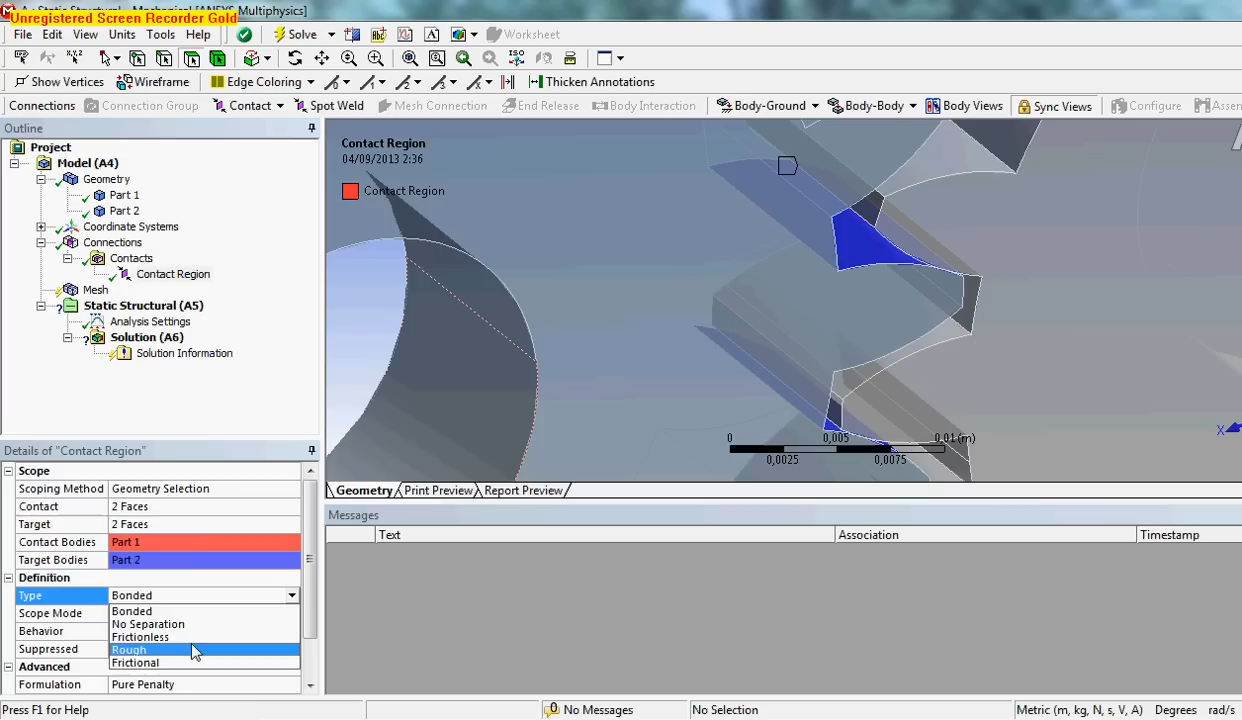 A : Static Structural - Mechanical [ANSYS Multiphysics]
Unregistered Screen Recorder Gold
File Edit View Units Tools Help Solve Worksheet
Show Vertices Wireframe Edge Coloring Thicken Annotations
Connections Connection Group Contact Spot Weld Mesh Connection End Release Body Interaction Body-Ground Body-Body Body Views Sync Views Configure Assen
Outline
Project
Model (A4)
Geometry
Part 1
Part 2
Coordinate Systems
Connections
Contacts
Contact Region
Mesh
Static Structural (A5)
Analysis Settings
Solution (A6)
Solution Information
Contact Region
04/09/2013 2:36
Contact Region
X
0 0,005 0,01 (m)
0,0025 0,0075
Geometry Print Preview Report Preview
Details of "Contact Region"
Scope
Scoping Method Geometry Selection
Contact 2 Faces
Target 2 Faces
Contact Bodies Part 1
Target Bodies Part 2
Definition
Type Bonded
Scope Mode
Behavior
Suppressed
Bonded
No Separation
Frictionless
Rough
Frictional
Advanced
Formulation Pure Penalty
Messages
Text Association Timestamp
Press F1 for Help 0 No Messages No Selection Metric (m, kg, N, s, V, A) Degrees rad/s